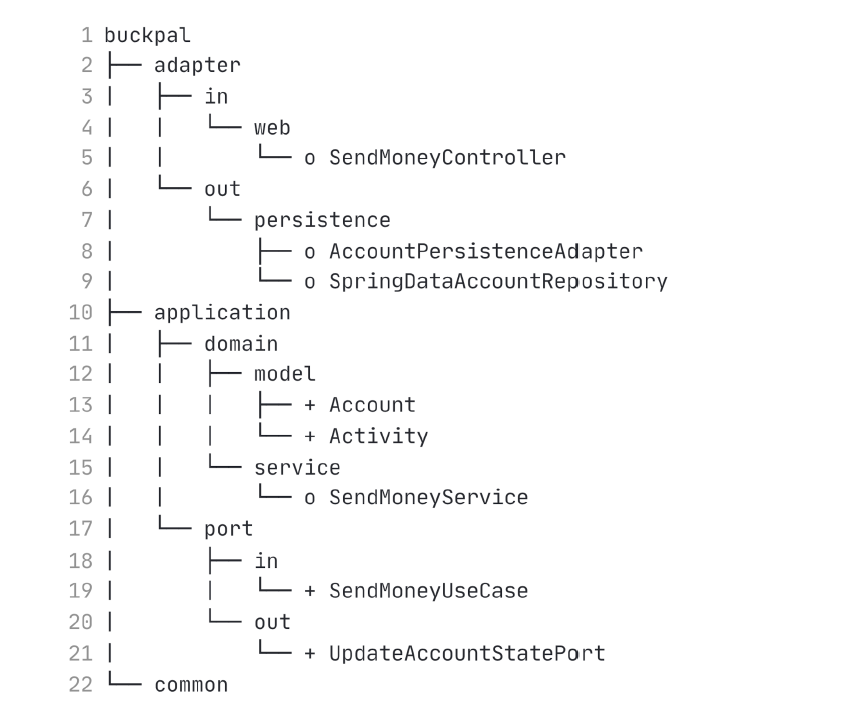 1 buckpal
2 ├── adapter
3 |   ├── in
4 |   |   └── web
5 |   |       └── o SendMoneyController
6 |   └── out
7 |       └── persistence
8 |           ├── o AccountPersistenceAdapter
9 |           └── o SpringDataAccountRepository
10 ├── application
11 |   ├── domain
12 |   |   ├── model
13 |   |   |   ├── + Account
14 |   |   |   └── + Activity
15 |   |   └── service
16 |   |       └── o SendMoneyService
17 |   └── port
18 |       ├── in
19 |       |   └── + SendMoneyUseCase
20 |       └── out
21 |           └── + UpdateAccountStatePort
22 └── common